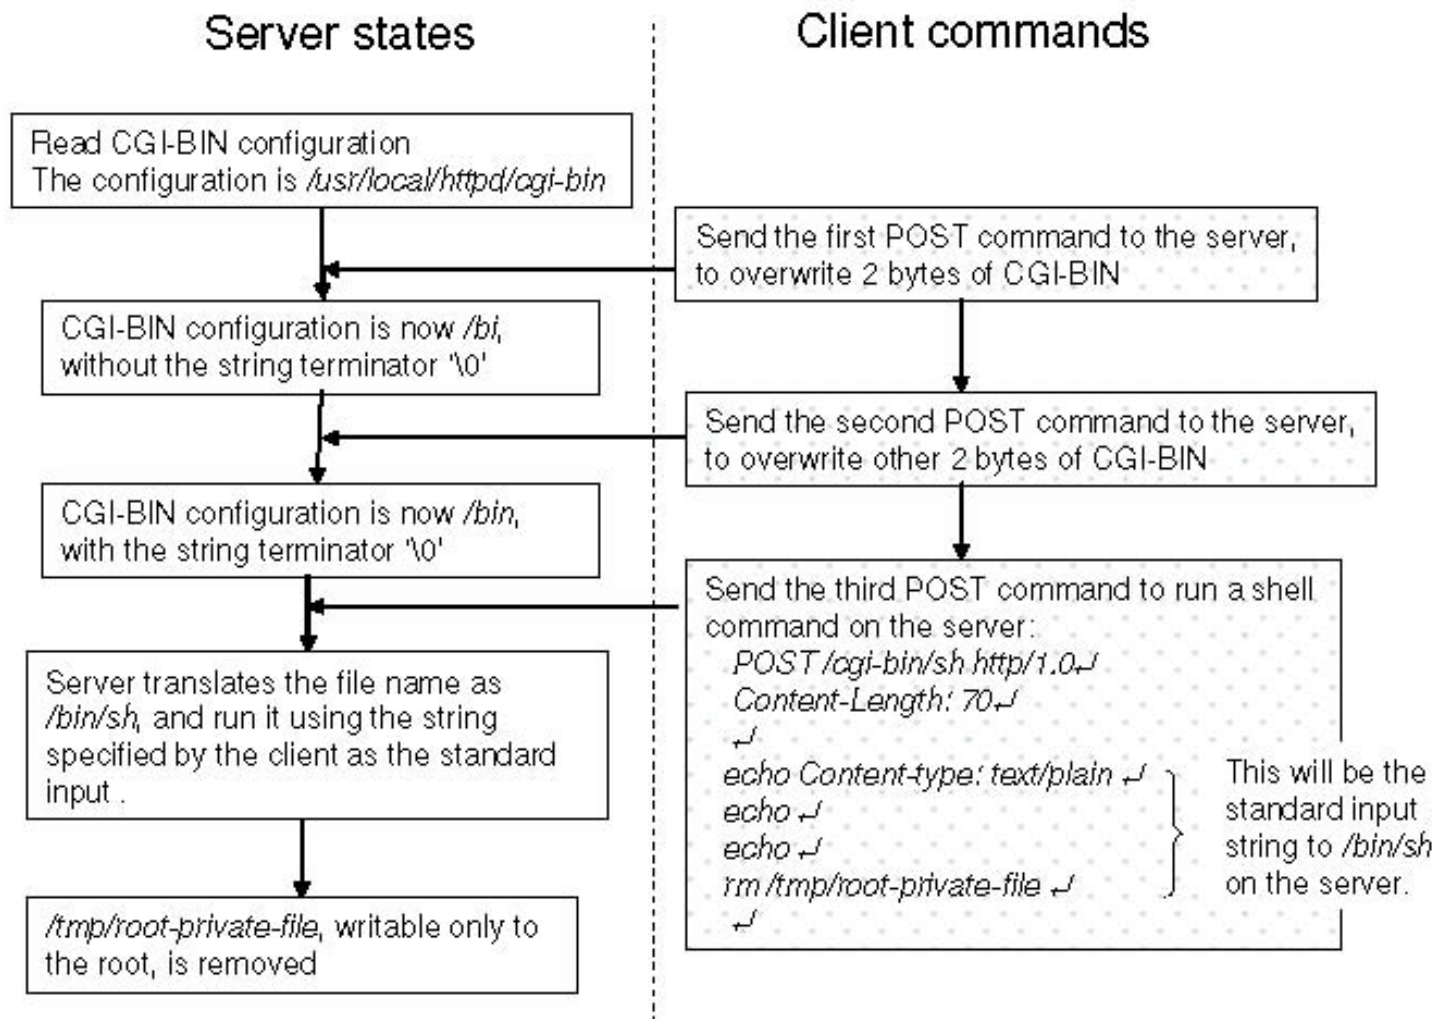 Server states
Client commands
Read CGI-BIN configuration
The configuration is /usr/local/httpd/cgi-bin
Send the first POST command to the server,
to overwrite 2 bytes of CGI-BIN
CGI-BIN configuration is now /bi,
without the string terminator '\0'
Send the second POST command to the server,
to overwrite other 2 bytes of CGI-BIN
CGI-BIN configuration is now /bin,
with the string terminator '\0'
Send the third POST command to run a shell
command on the server:
POST /cgi-bin/sh http/1.0↵
Content-Length: 70↵
↵
echo Content-type: text/plain ↵
echo ↵
echo ↵
rm /tmp/root-private-file ↵
↵
This will be the
standard input
string to /bin/sh
on the server.
Server translates the file name as
/bin/sh, and run it using the string
specified by the client as the standard
input .
/tmp/root-private-file, writable only to
the root, is removed